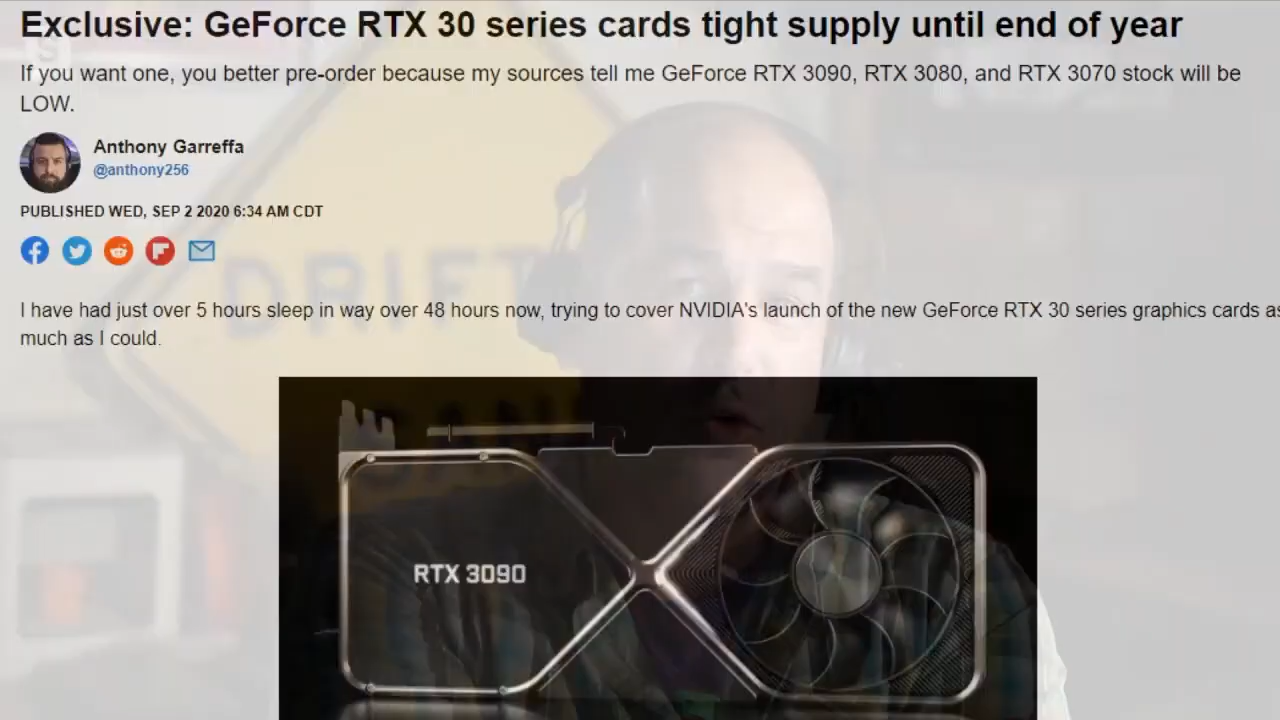 Exclusive: GeForce RTX 30 series cards tight supply until end of year
If you want one, you better pre-order because my sources tell me GeForce RTX 3090, RTX 3080, and RTX 3070 stock will be
LOW.
Anthony Garreffa
@anthony256
PUBLISHED WED, SEP 2 2020 6:34 AM CDT
DRIFT
I have had just over 5 hours sleep in way over 48 hours now, trying to cover NVIDIA's launch of the new GeForce RTX 30 series graphics cards as
much as I could.
RTX 3090